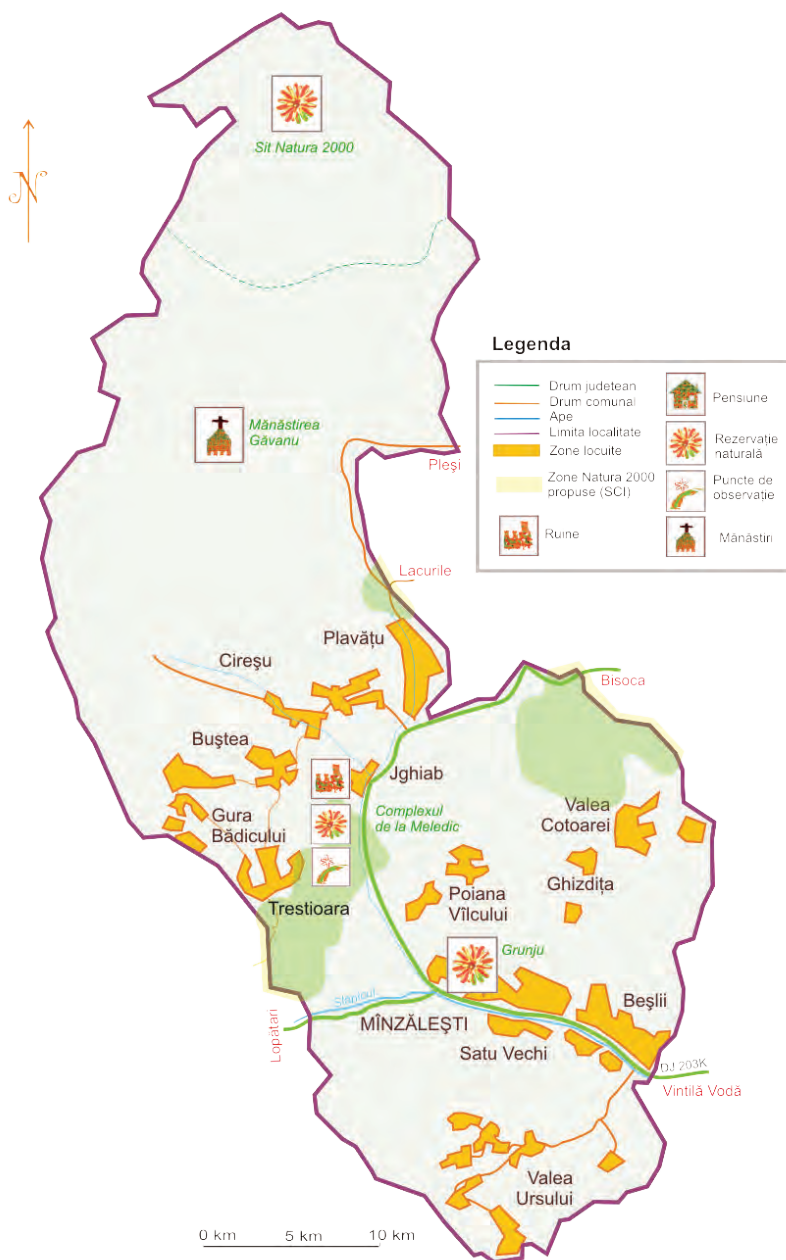 Sit Natura 2000
N
Legenda
Drum judetean
Drum comunal
Ape
Limita localitate
Zone locuite
Zone Natura 2000
propuse (SCI)
Ruine
Pensiune
Rezervaţie
naturală
Puncte de
observaţie
Mănăstiri
Mănăstirea
Găvanu
Pleşi
Lacurile
Plavăţu
Cireşu
Bisoca
Buştea
Jghiab
Gura
Bădicului
Complexul
de la Meledic
Valea
Cotoarei
Trestioara
Poiana
Vîlcului
Ghizdiţa
Grunju
Slănicul
Beşlii
Lopătari
MÎNZĂLEŞTI
Satu Vechi
DJ 203K
Vintilă Vodă
Valea
Ursului
0 km 5 km 10 km